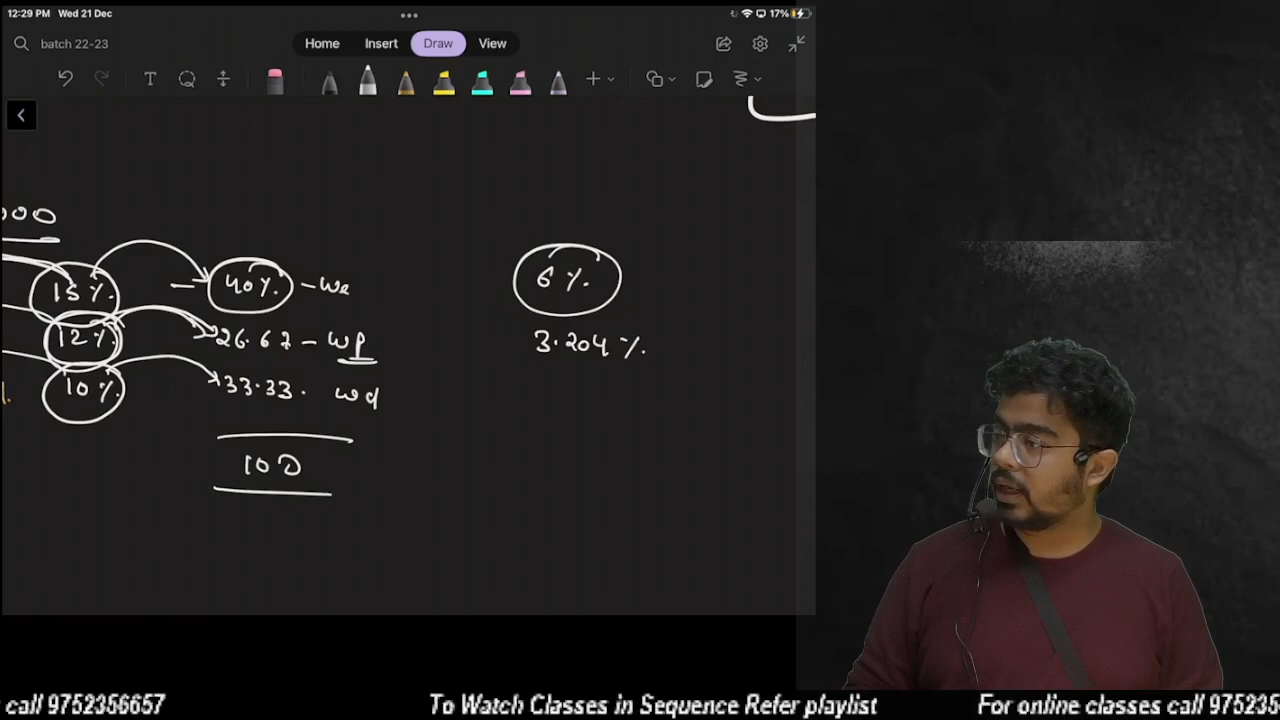 12:29 PM Wed 21 Dec
17%
batch 22-23
Home Insert Draw View
000
15 %. 40%. - we 6 %.
12 % 26.67 - wp 3.204 %.
10 % 33.33. wd
100
call 9752356657 To Watch Classes in Sequence Refer playlist For online classes call 975235